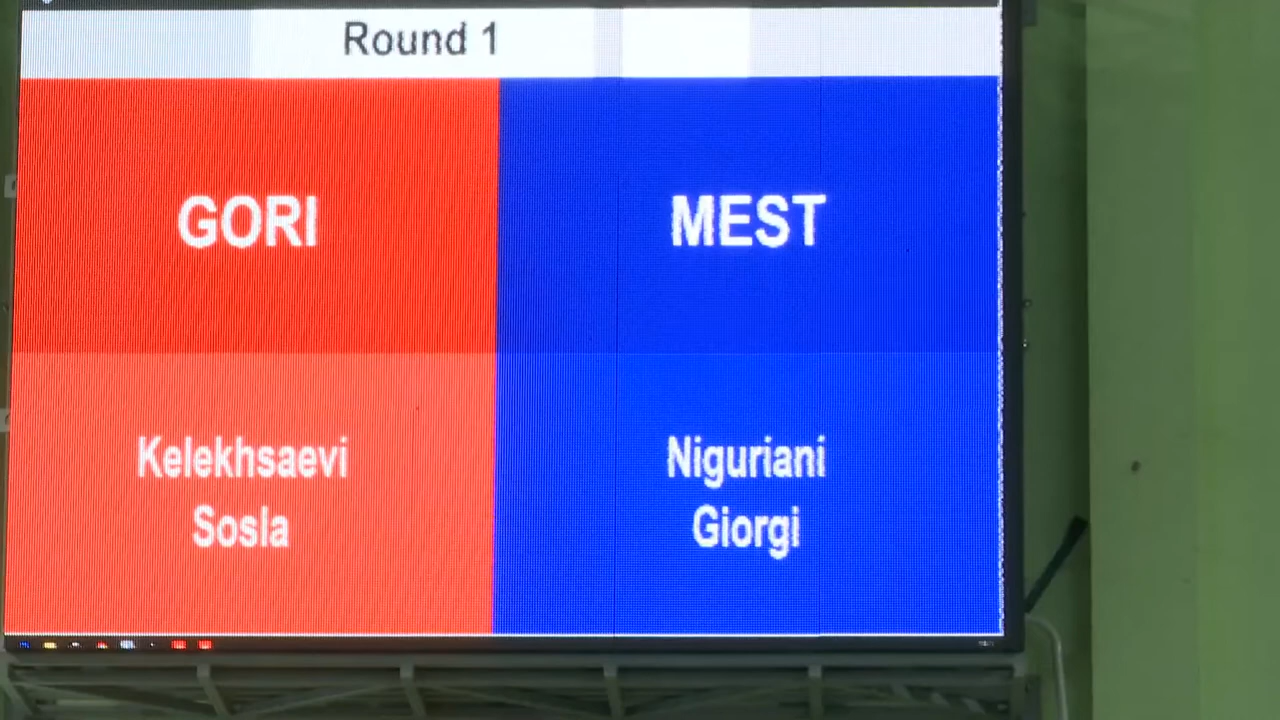 Round 1
GORI
MEST
Kelekhsaevi
Sosla
Niguriani
Giorgi